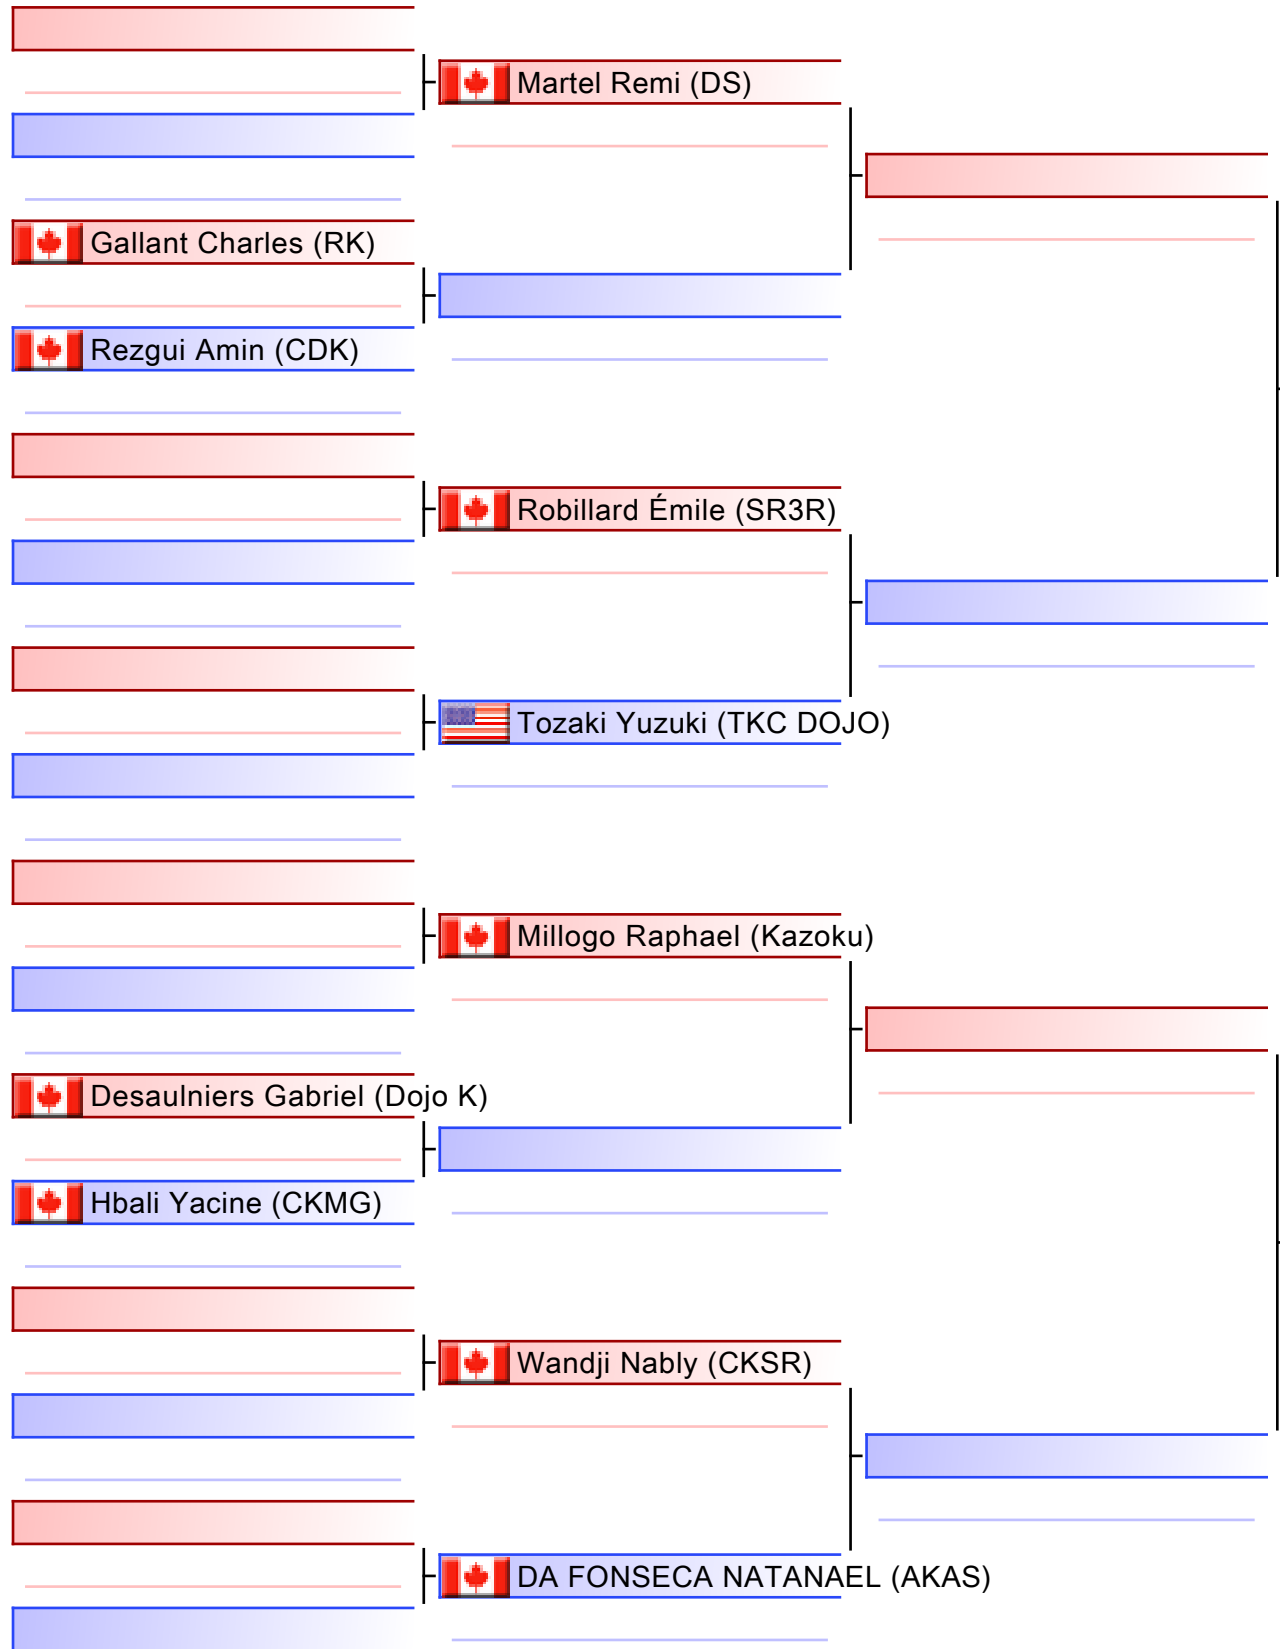 Martel Remi (DS)
Gallant Charles (RK)
Rezgui Amin (CDK)
Robillard Émile (SR3R)
Tozaki Yuzuki (TKC DOJO)
Millogo Raphael (Kazoku)
Desaulniers Gabriel (Dojo K)
Hbali Yacine (CKMG)
Wandji Nably (CKSR)
DA FONSECA NATANAEL (AKAS)